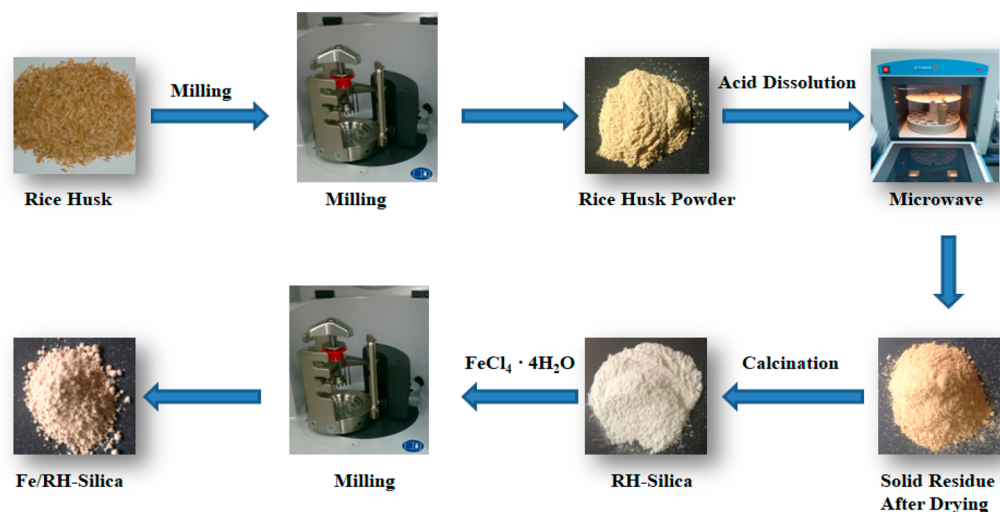 Milling
Acid Dissolution
Rice Husk
Milling
Rice Husk Powder
Microwave
FeCl₄ · 4H₂O
Calcination
Fe/RH-Silica
Milling
RH-Silica
Solid Residue
After Drying